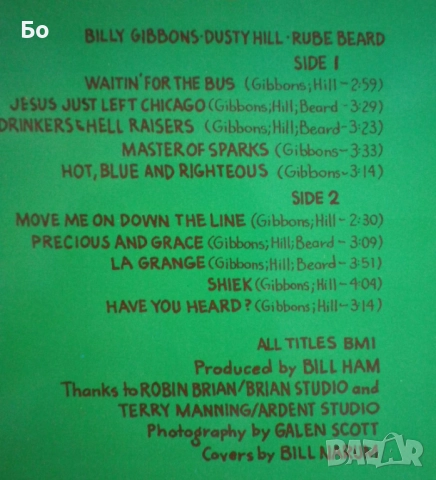 Бо
BILLY GIBBONS·DUSTY HILL·RUBE BEARD
SIDE 1
WAITIN' FOR THE BUS (Gibbons; Hill-2:59)
JESUS JUST LEFT CHICAGO (Gibbons; Hill; Beard-3:29)
DRINKERS & HELL RAISERS (Gibbons; Hill; Beard-3:23)
MASTER OF SPARKS (Gibbons-3:33)
HOT, BLUE AND RIGHTEOUS (Gibbons-3:14)
SIDE 2
MOVE ME ON DOWN THE LINE (Gibbons; Hill-2:30)
PRECIOUS AND GRACE (Gibbons; Hill; Beard-3:09)
LA GRANGE (Gibbons; Hill; Beard-3:51)
SHIEK (Gibbons; Hill-4:04)
HAVE YOU HEARD? (Gibbons; Hill-3:14)
ALL TITLES BMI
Produced by BILL HAM
Thanks to ROBIN BRIAN/BRIAN STUDIO and
TERRY MANNING/ARDENT STUDIO
Photography by GALEN SCOTT
Covers by BILL
BAZAR